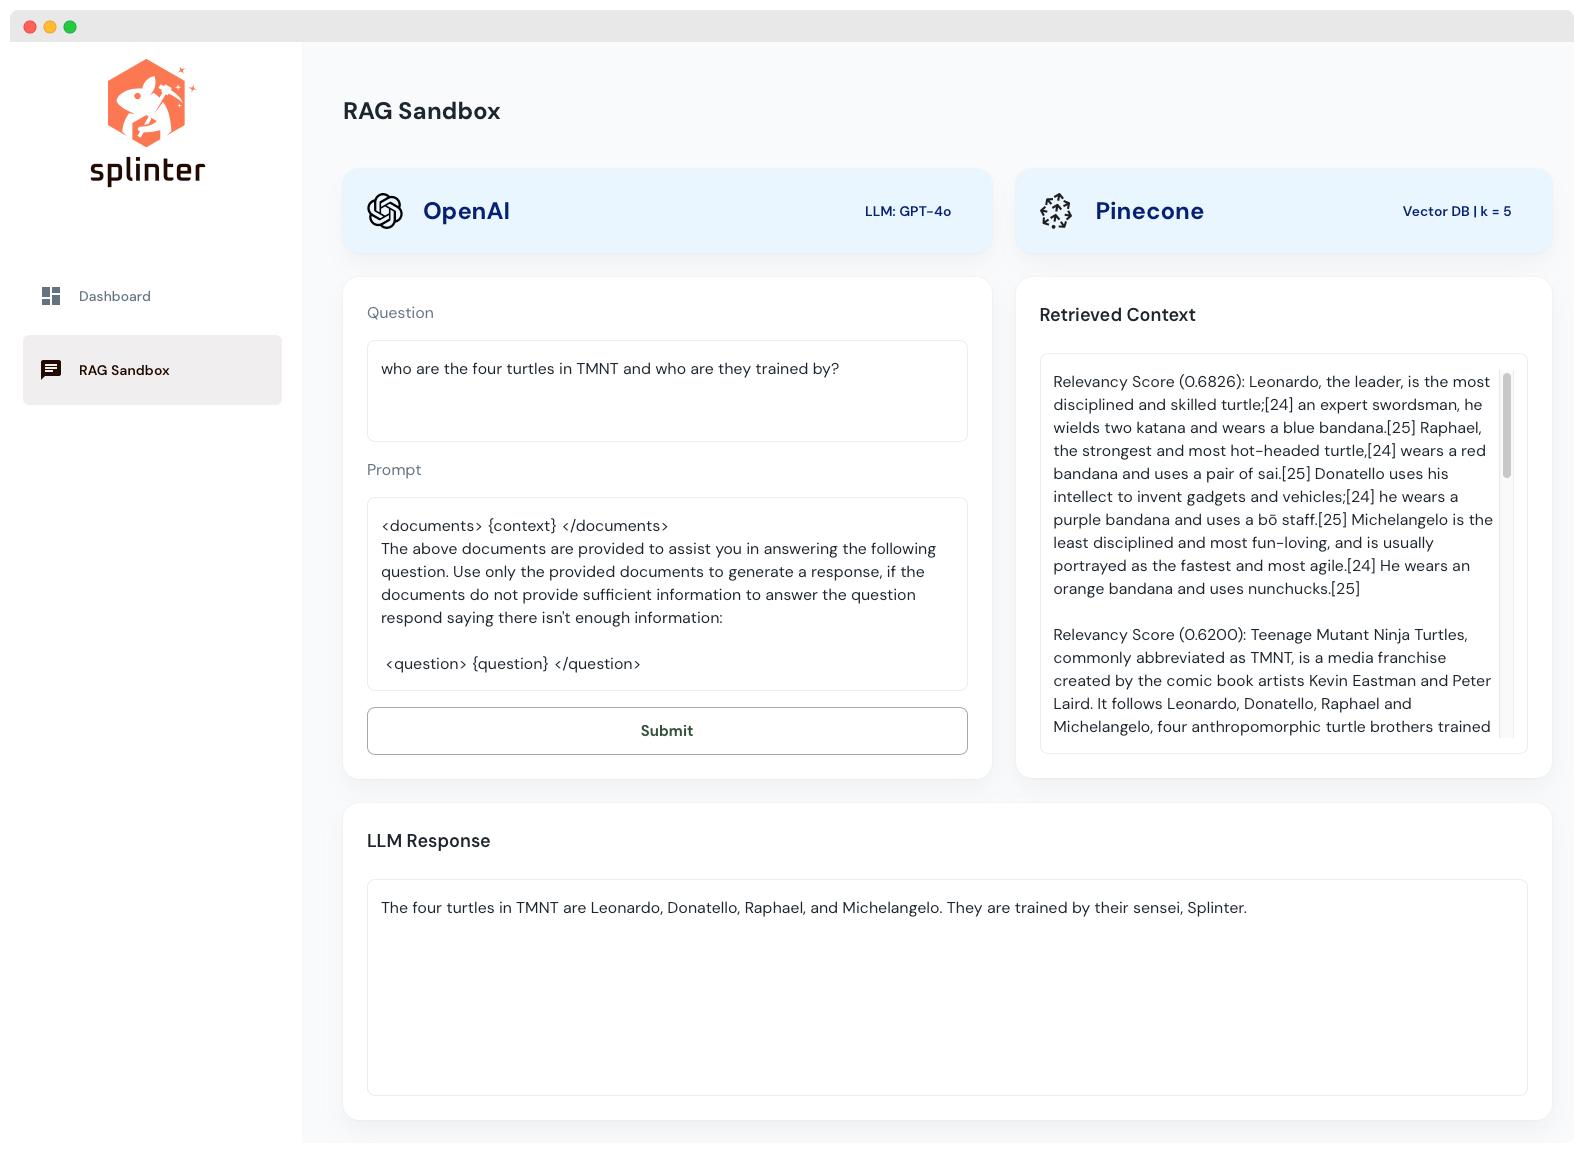 splinter
Dashboard
RAG Sandbox
RAG Sandbox
OpenAI
LLM: GPT-4o
Pinecone
Vector DB | k = 5
Question
who are the four turtles in TMNT and who are they trained by?
Prompt
<documents> {context} </documents>
The above documents are provided to assist you in answering the following
question. Use only the provided documents to generate a response, if the
documents do not provide sufficient information to answer the question
respond saying there isn't enough information:
<question> {question} </question>
Submit
Retrieved Context
Relevancy Score (0.6826): Leonardo, the leader, is the most
disciplined and skilled turtle;[24] an expert swordsman, he
wields two katana and wears a blue bandana.[25] Raphael,
the strongest and most hot-headed turtle,[24] wears a red
bandana and uses a pair of sai.[25] Donatello uses his
intellect to invent gadgets and vehicles;[24] he wears a
purple bandana and uses a bō staff.[25] Michelangelo is the
least disciplined and most fun-loving, and is usually
portrayed as the fastest and most agile.[24] He wears an
orange bandana and uses nunchucks.[25]
Relevancy Score (0.6200): Teenage Mutant Ninja Turtles,
commonly abbreviated as TMNT, is a media franchise
created by the comic book artists Kevin Eastman and Peter
Laird. It follows Leonardo, Donatello, Raphael and
Michelangelo, four anthropomorphic turtle brothers trained
LLM Response
The four turtles in TMNT are Leonardo, Donatello, Raphael, and Michelangelo. They are trained by their sensei, Splinter.